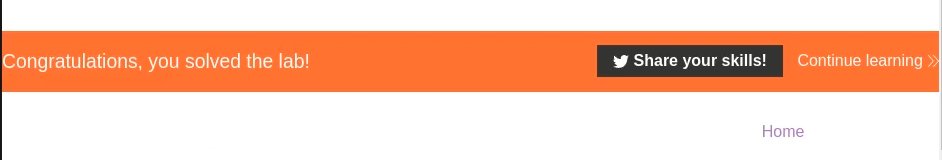 Congratulations, you solved the lab!
Share your skills! Continue learning
Home